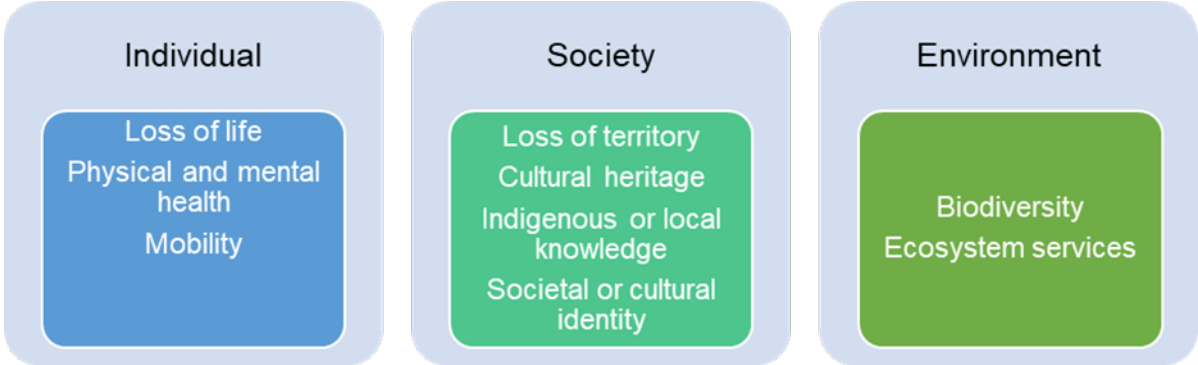 Individual
Loss of life
Physical and mental
health
Mobility
Society
Loss of territory
Cultural heritage
Indigenous or local
knowledge
Societal or cultural
identity
Environment
Biodiversity
Ecosystem services